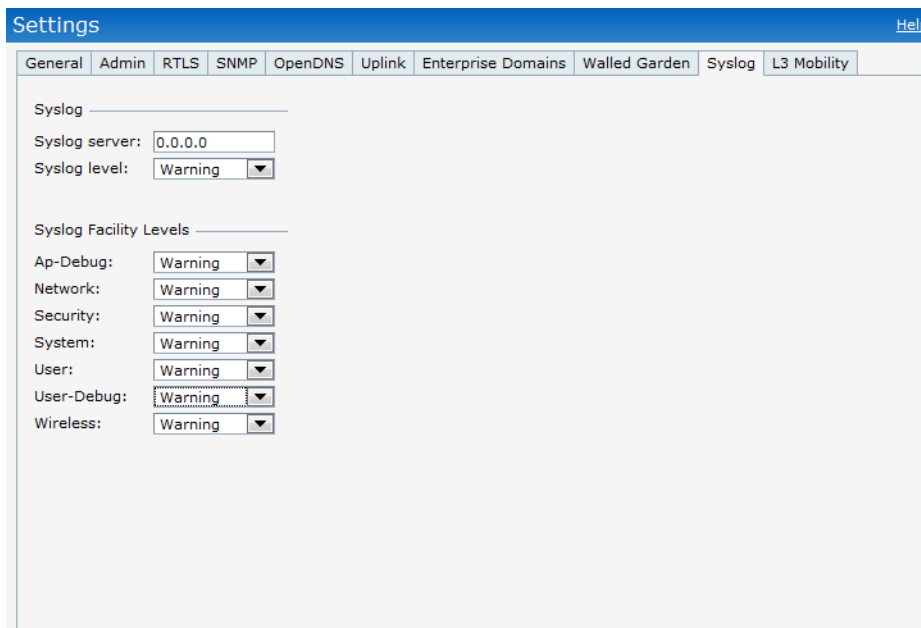 Settings
Hel
General Admin RTLS SNMP OpenDNS Uplink Enterprise Domains Walled Garden Syslog L3 Mobility
Syslog
Syslog server: 0.0.0.0
Syslog level: Warning
Syslog Facility Levels
Ap-Debug: Warning
Network: Warning
Security: Warning
System: Warning
User: Warning
User-Debug: Warning
Wireless: Warning